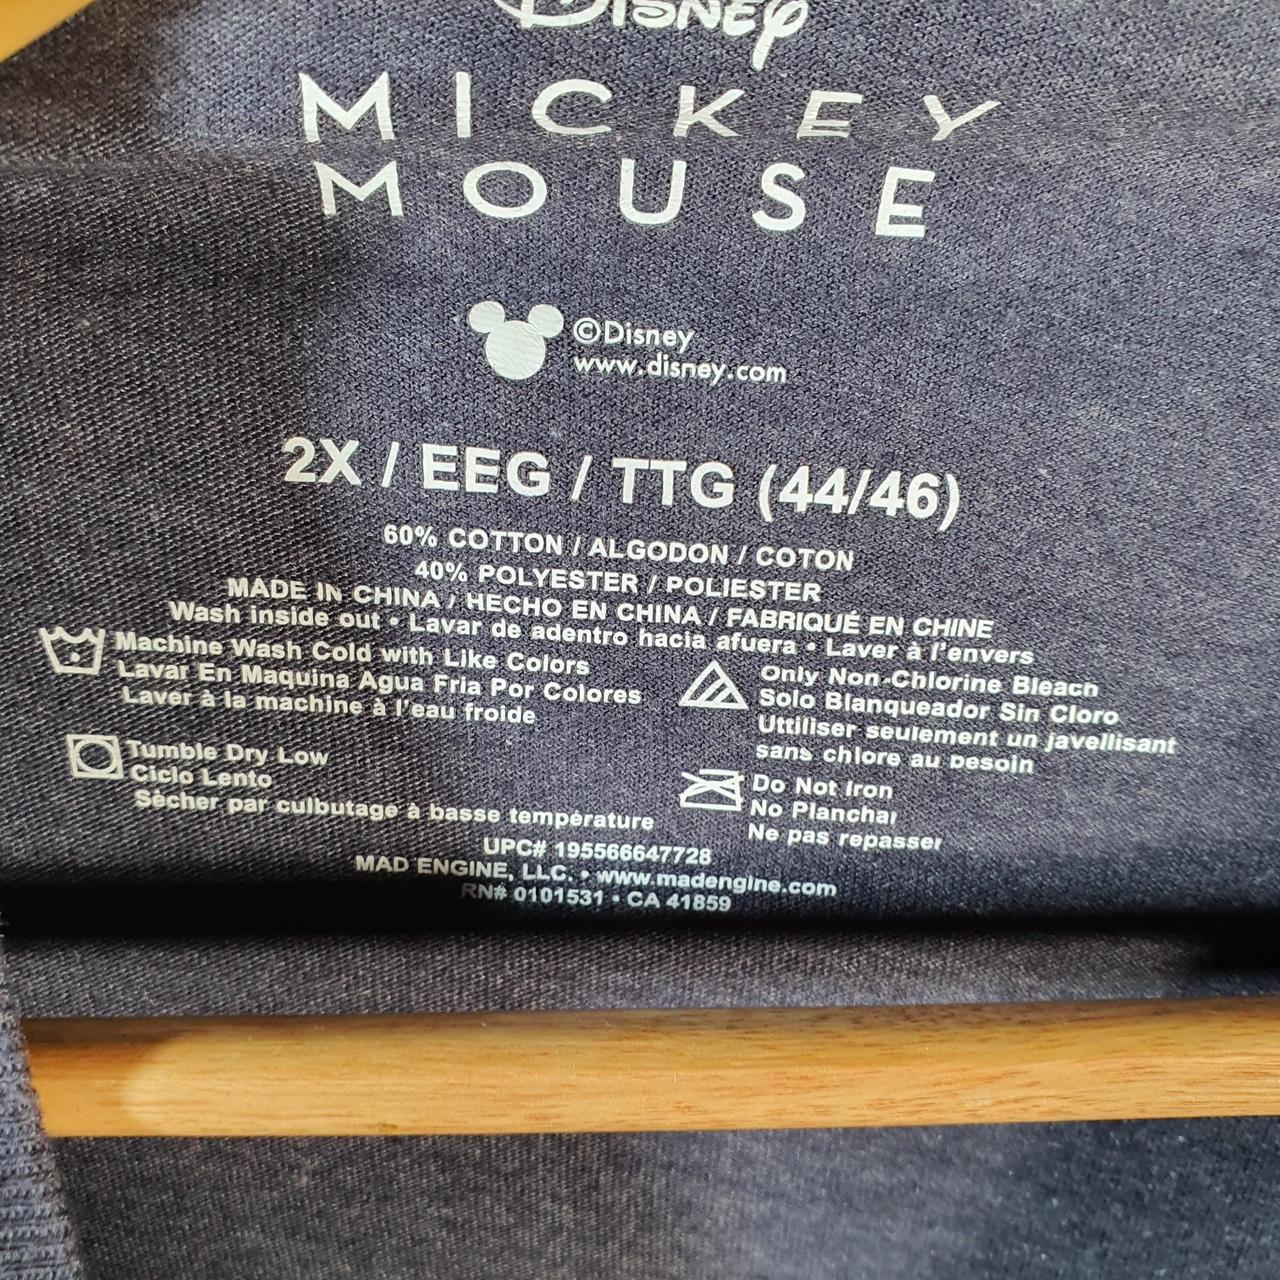 Disney
MICKEY
MOUSE
©Disney
www.disney.com
2X / EEG / TTG (44/46)
60% COTTON / ALGODON / COTON
40% POLYESTER / POLIESTER
MADE IN CHINA / HECHO EN CHINA / FABRIQUÉ EN CHINE
Wash inside out • Lavar de adentro hacia afuera • Laver à l'envers
Machine Wash Cold with Like Colors
Lavar En Maquina Agua Fria Por Colores
Laver à la machine à l'eau froide
Only Non-Chlorine Bleach
Solo Blanqueador Sin Cloro
Uttiliser seulement un javellisant
sans chlore au besoin
Tumble Dry Low
Ciclo Lento
Sècher par culbutage à basse température
Do Not Iron
No Planchar
Ne pas repasser
UPC# 195566647728
MAD ENGINE, LLC. • www.madengine.com
RN# 0101531 • CA 41859